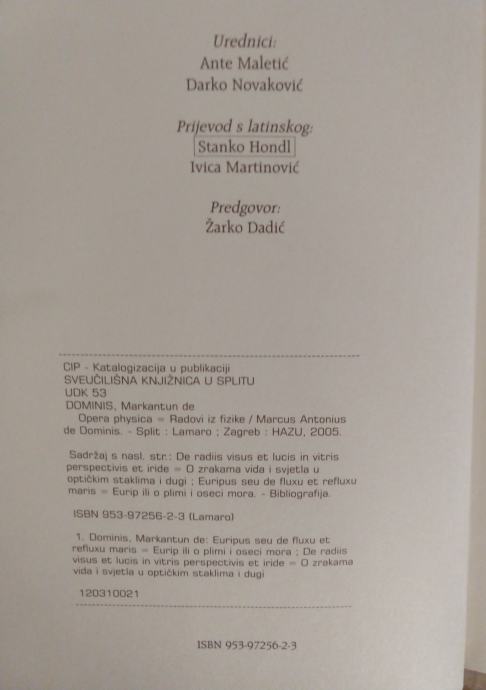 Urednici:
Ante Maletić
Darko Novaković
Prijevod s latinskog:
Stanko Hondl
Ivica Martinović
Predgovor:
Žarko Dadić
CIP - Katalogizacija u publikaciji
SVEUČILIŠNA KNJIŽNICA U SPLITU
UDK 53
DOMINIS, Markantun de
Opera physica = Radovi iz fizike / Marcus Antonius
de Dominis. - Split : Lamaro ; Zagreb : HAZU, 2005.
Sadržaj s nasl. str.: De radiis visus et lucis in vitris
perspectivis et iride = O zrakama vida i svjetla u
optičkim staklima i dugi ; Euripus seu de fluxu et refluxu
maris = Eurip ili o plimi i oseci mora. - Bibliografija.
ISBN 953-97256-2-3 (Lamaro)
1. Dominis, Markantun de: Euripus seu de fluxu et
refluxu maris = Eurip ili o plimi i oseci mora ; De radiis
visus et lucis in vitris perspectivis et iride = O zrakama
vida i svjetla u optičkim staklima i dugi
120310021
ISBN 953-97256-2-3